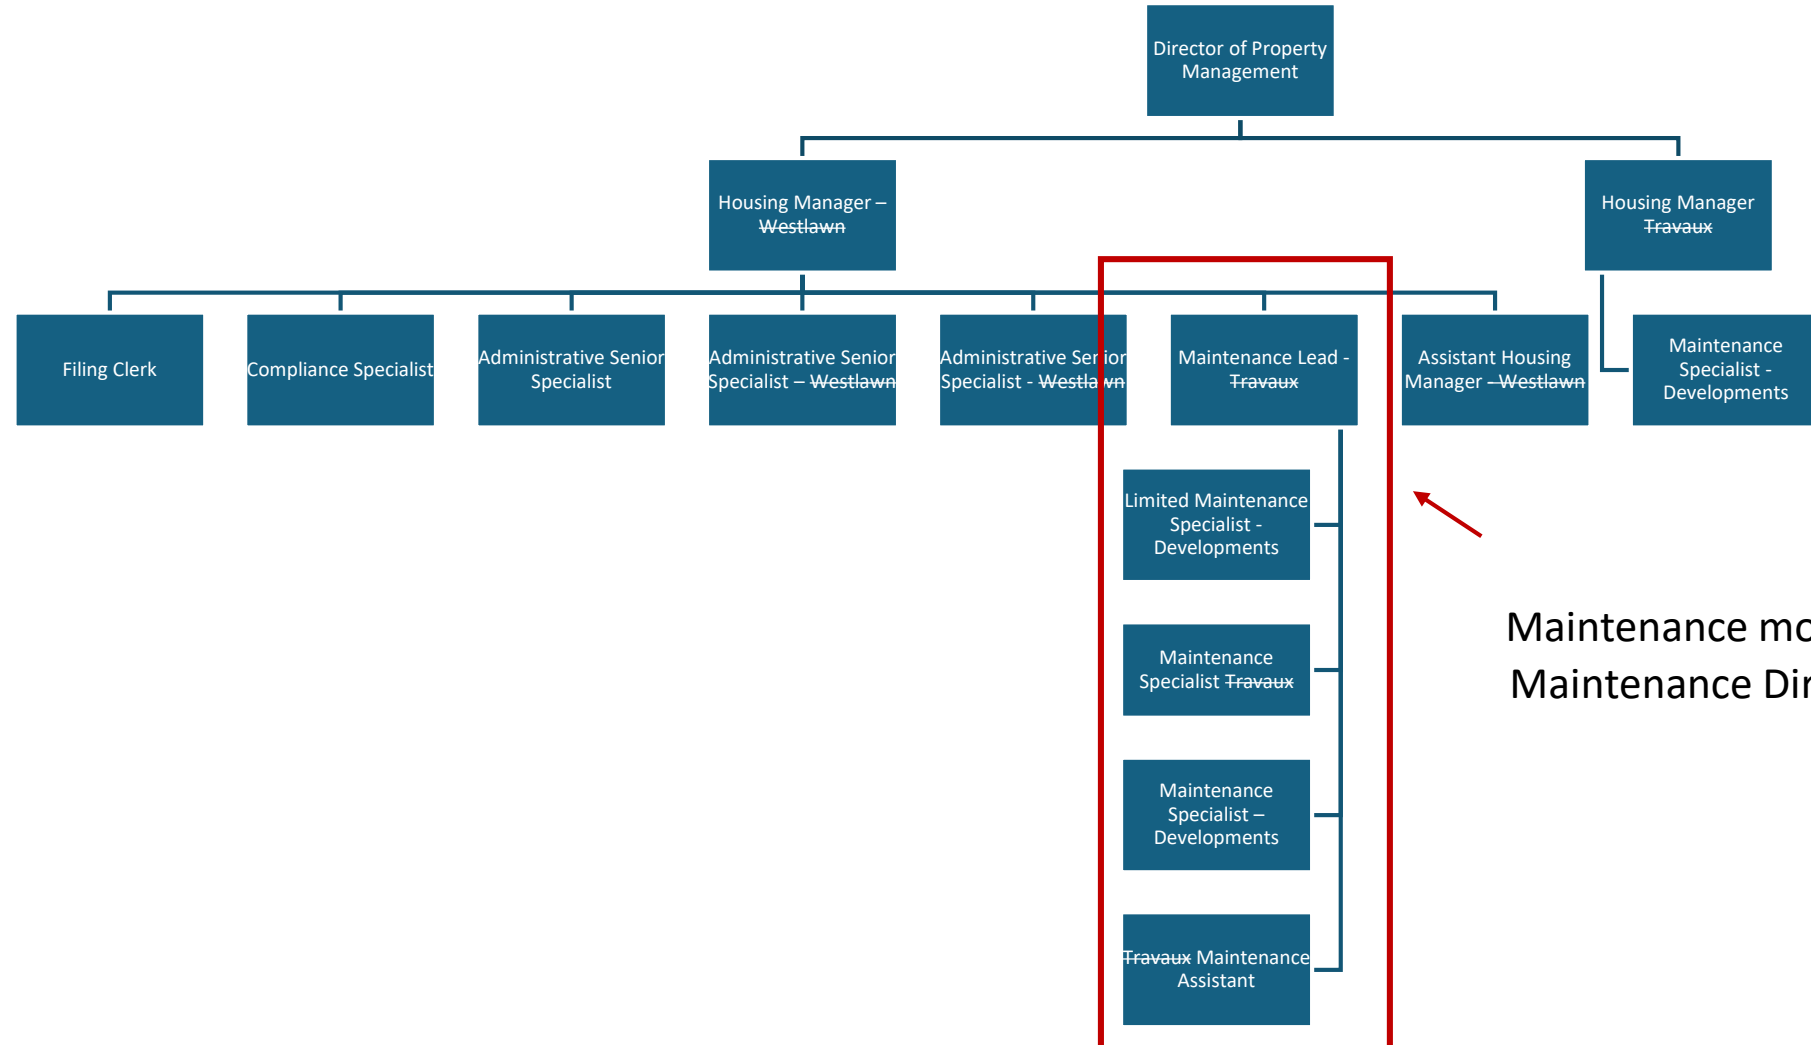 Director of Property
Management
Housing Manager –
Westlawn
Housing Manager
Travaux
Filing Clerk
Compliance Specialist
Administrative Senior
Specialist
Administrative Senior
Specialist – Westlawn
Administrative Senior
Specialist - Westlawn
Maintenance Lead -
Travaux
Assistant Housing
Manager - Westlawn
Maintenance
Specialist -
Developments
Limited Maintenance
Specialist -
Developments
Maintenance
Specialist Travaux
Maintenance
Specialist –
Developments
Travaux Maintenance
Assistant
Maintenance
Maintenance